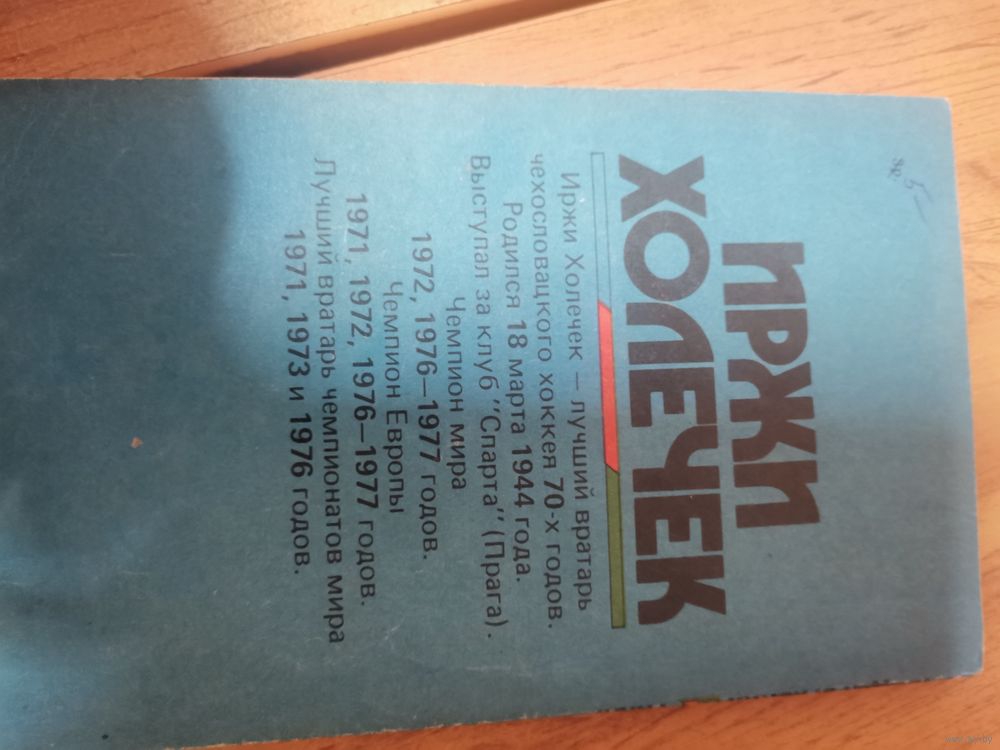 ИРЖИ
ХОЛЕЧЕК
Иржи Холечек — лучший вратарь
чехословацкого хоккея 70-х годов.
Родился 18 марта 1944 года.
Выступал за клуб "Спарта" (Прага).
Чемпион мира
1972, 1976—1977 годов.
Чемпион Европы
1971, 1972, 1976—1977 годов.
Лучший вратарь чемпионатов мира
1971, 1973 и 1976 годов.